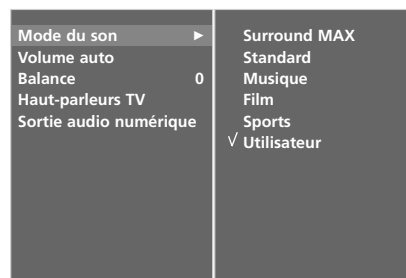 Mode du son ►
Volume auto
Balance 0
Haut-parleurs TV
Sortie audio numérique
Surround MAX
Standard
Musique
Film
Sports
√ Utilisateur